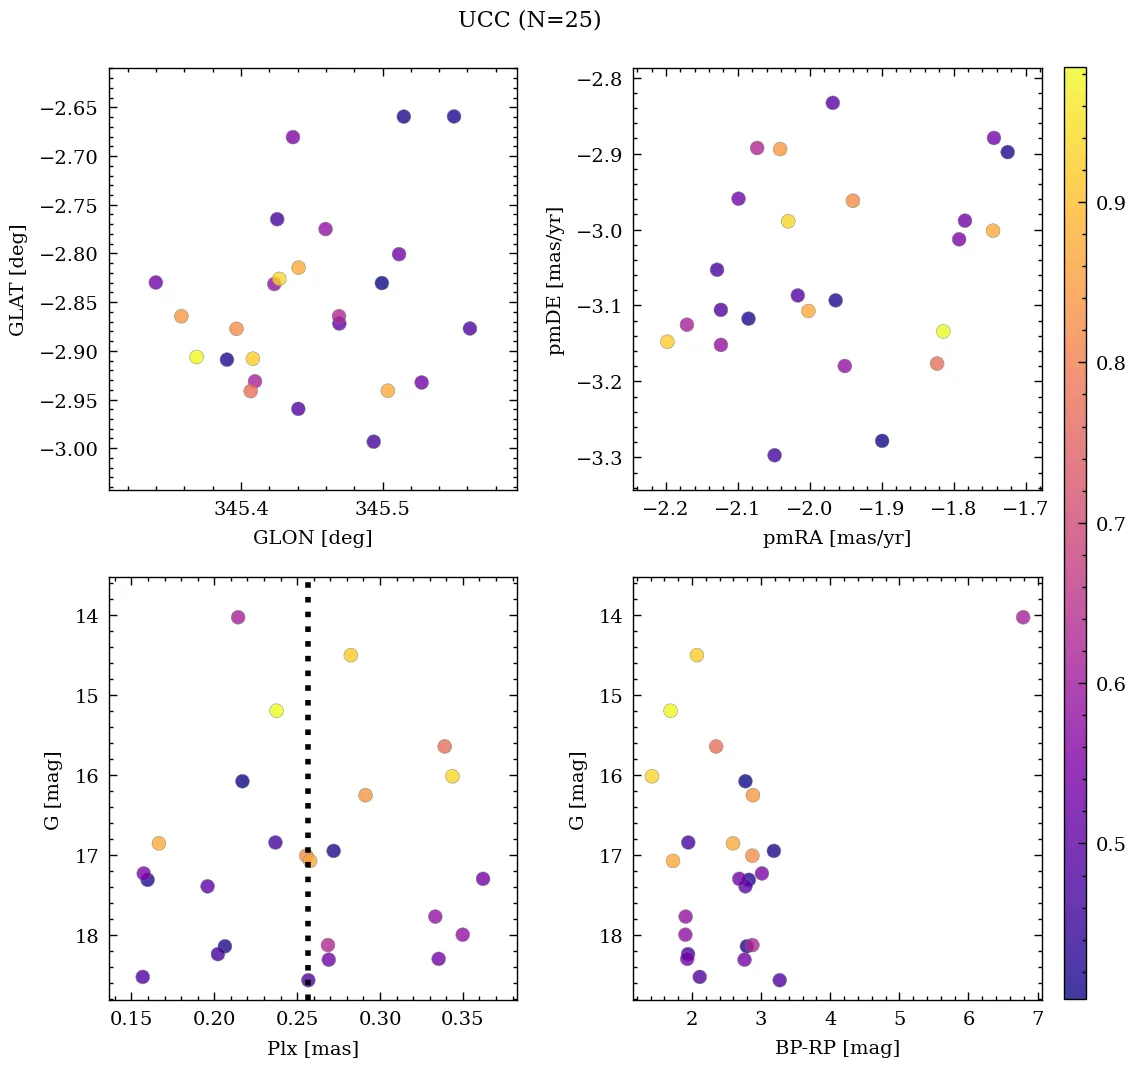 UCC (N=25)
−2.65
−2.70
−2.75
−2.80
−2.85
−2.90
−2.95
−3.00
GLAT [deg]
345.4 345.5
GLON [deg]
−2.8
−2.9
−3.0
−3.1
−3.2
−3.3
pmDE [mas/yr]
−2.2 −2.1 −2.0 −1.9 −1.8 −1.7
pmRA [mas/yr]
14
15
16
17
18
G [mag]
0.15 0.20 0.25 0.30 0.35
Plx [mas]
14
15
16
17
18
G [mag]
2 3 4 5 6 7
BP-RP [mag]
0.9
0.8
0.7
0.6
0.5